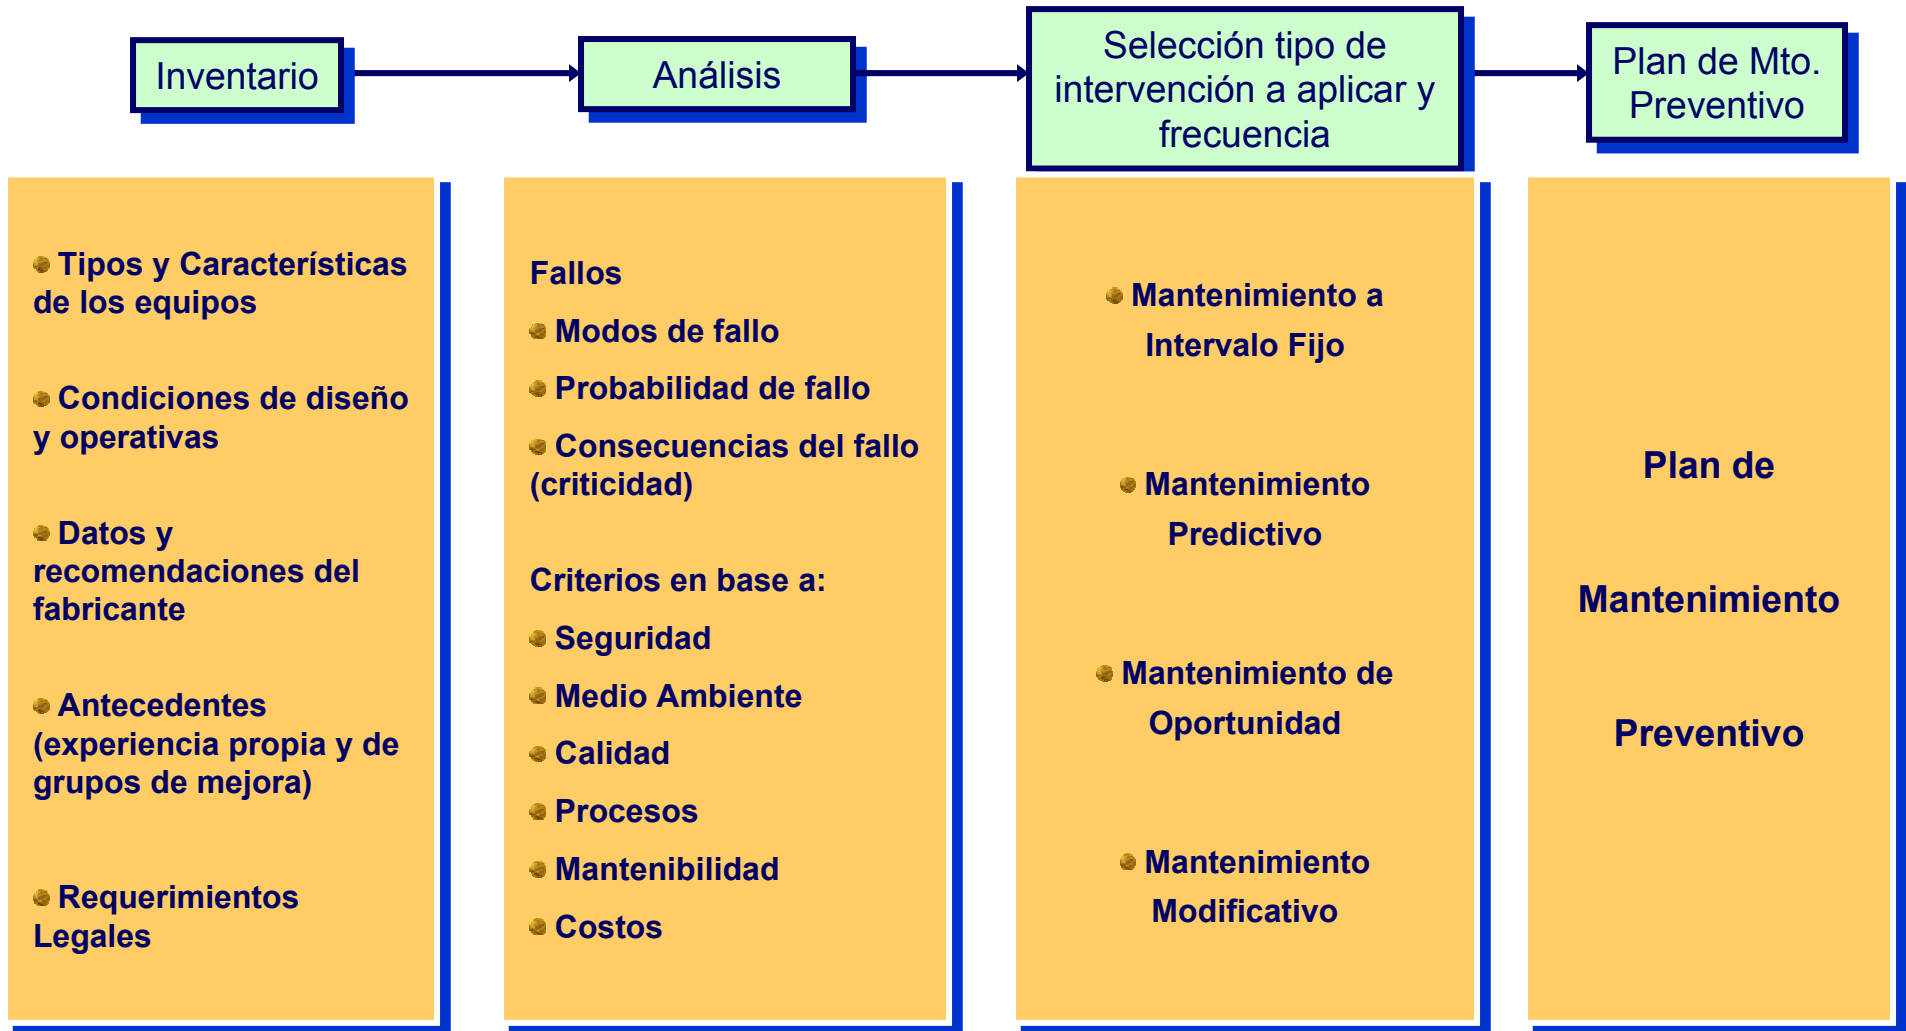 Inventario
Análisis
Selección tipo de
intervención a aplicar y
frecuencia
Plan de Mto.
Preventivo
Tipos y Características
de los equipos
Condiciones de diseño
y operativas
Datos y
recomendaciones del
fabricante
Antecedentes
(experiencia propia y de
grupos de mejora)
Requerimientos
Legales
Fallos
Modos de fallo
Probabilidad de fallo
Consecuencias del fallo
(criticidad)
Criterios en base a:
Seguridad
Medio Ambiente
Calidad
Procesos
Mantenibilidad
Costos
Mantenimiento a
Intervalo Fijo
Mantenimiento
Predictivo
Mantenimiento de
Oportunidad
Mantenimiento
Modificativo
Plan de
Mantenimiento
Preventivo